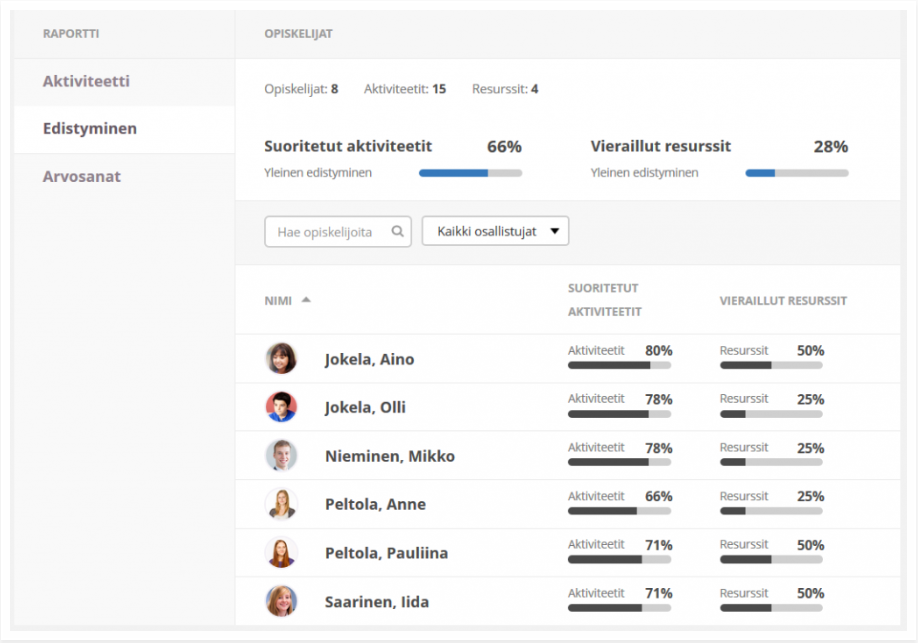 RAPORTTI
OPISKELIJAT
Aktiviteetti
Edistyminen
Arvosanat
Opiskelijat: 8 Aktiviteetit: 15 Resurssit: 4
Suoritetut aktiviteetit 66% Vieraillut resurssit 28%
Yleinen edistyminen Yleinen edistyminen
Hae opiskelijoita Kaikki osallistujat
NIMI SUORITETUT AKTIVITEETIT VIERAILLUT RESURSSIT
Jokela, Aino Aktiviteetit 80% Resurssit 50%
Jokela, Olli Aktiviteetit 78% Resurssit 25%
Nieminen, Mikko Aktiviteetit 78% Resurssit 25%
Peltola, Anne Aktiviteetit 66% Resurssit 25%
Peltola, Pauliina Aktiviteetit 71% Resurssit 50%
Saarinen, Iida Aktiviteetit 71% Resurssit 50%